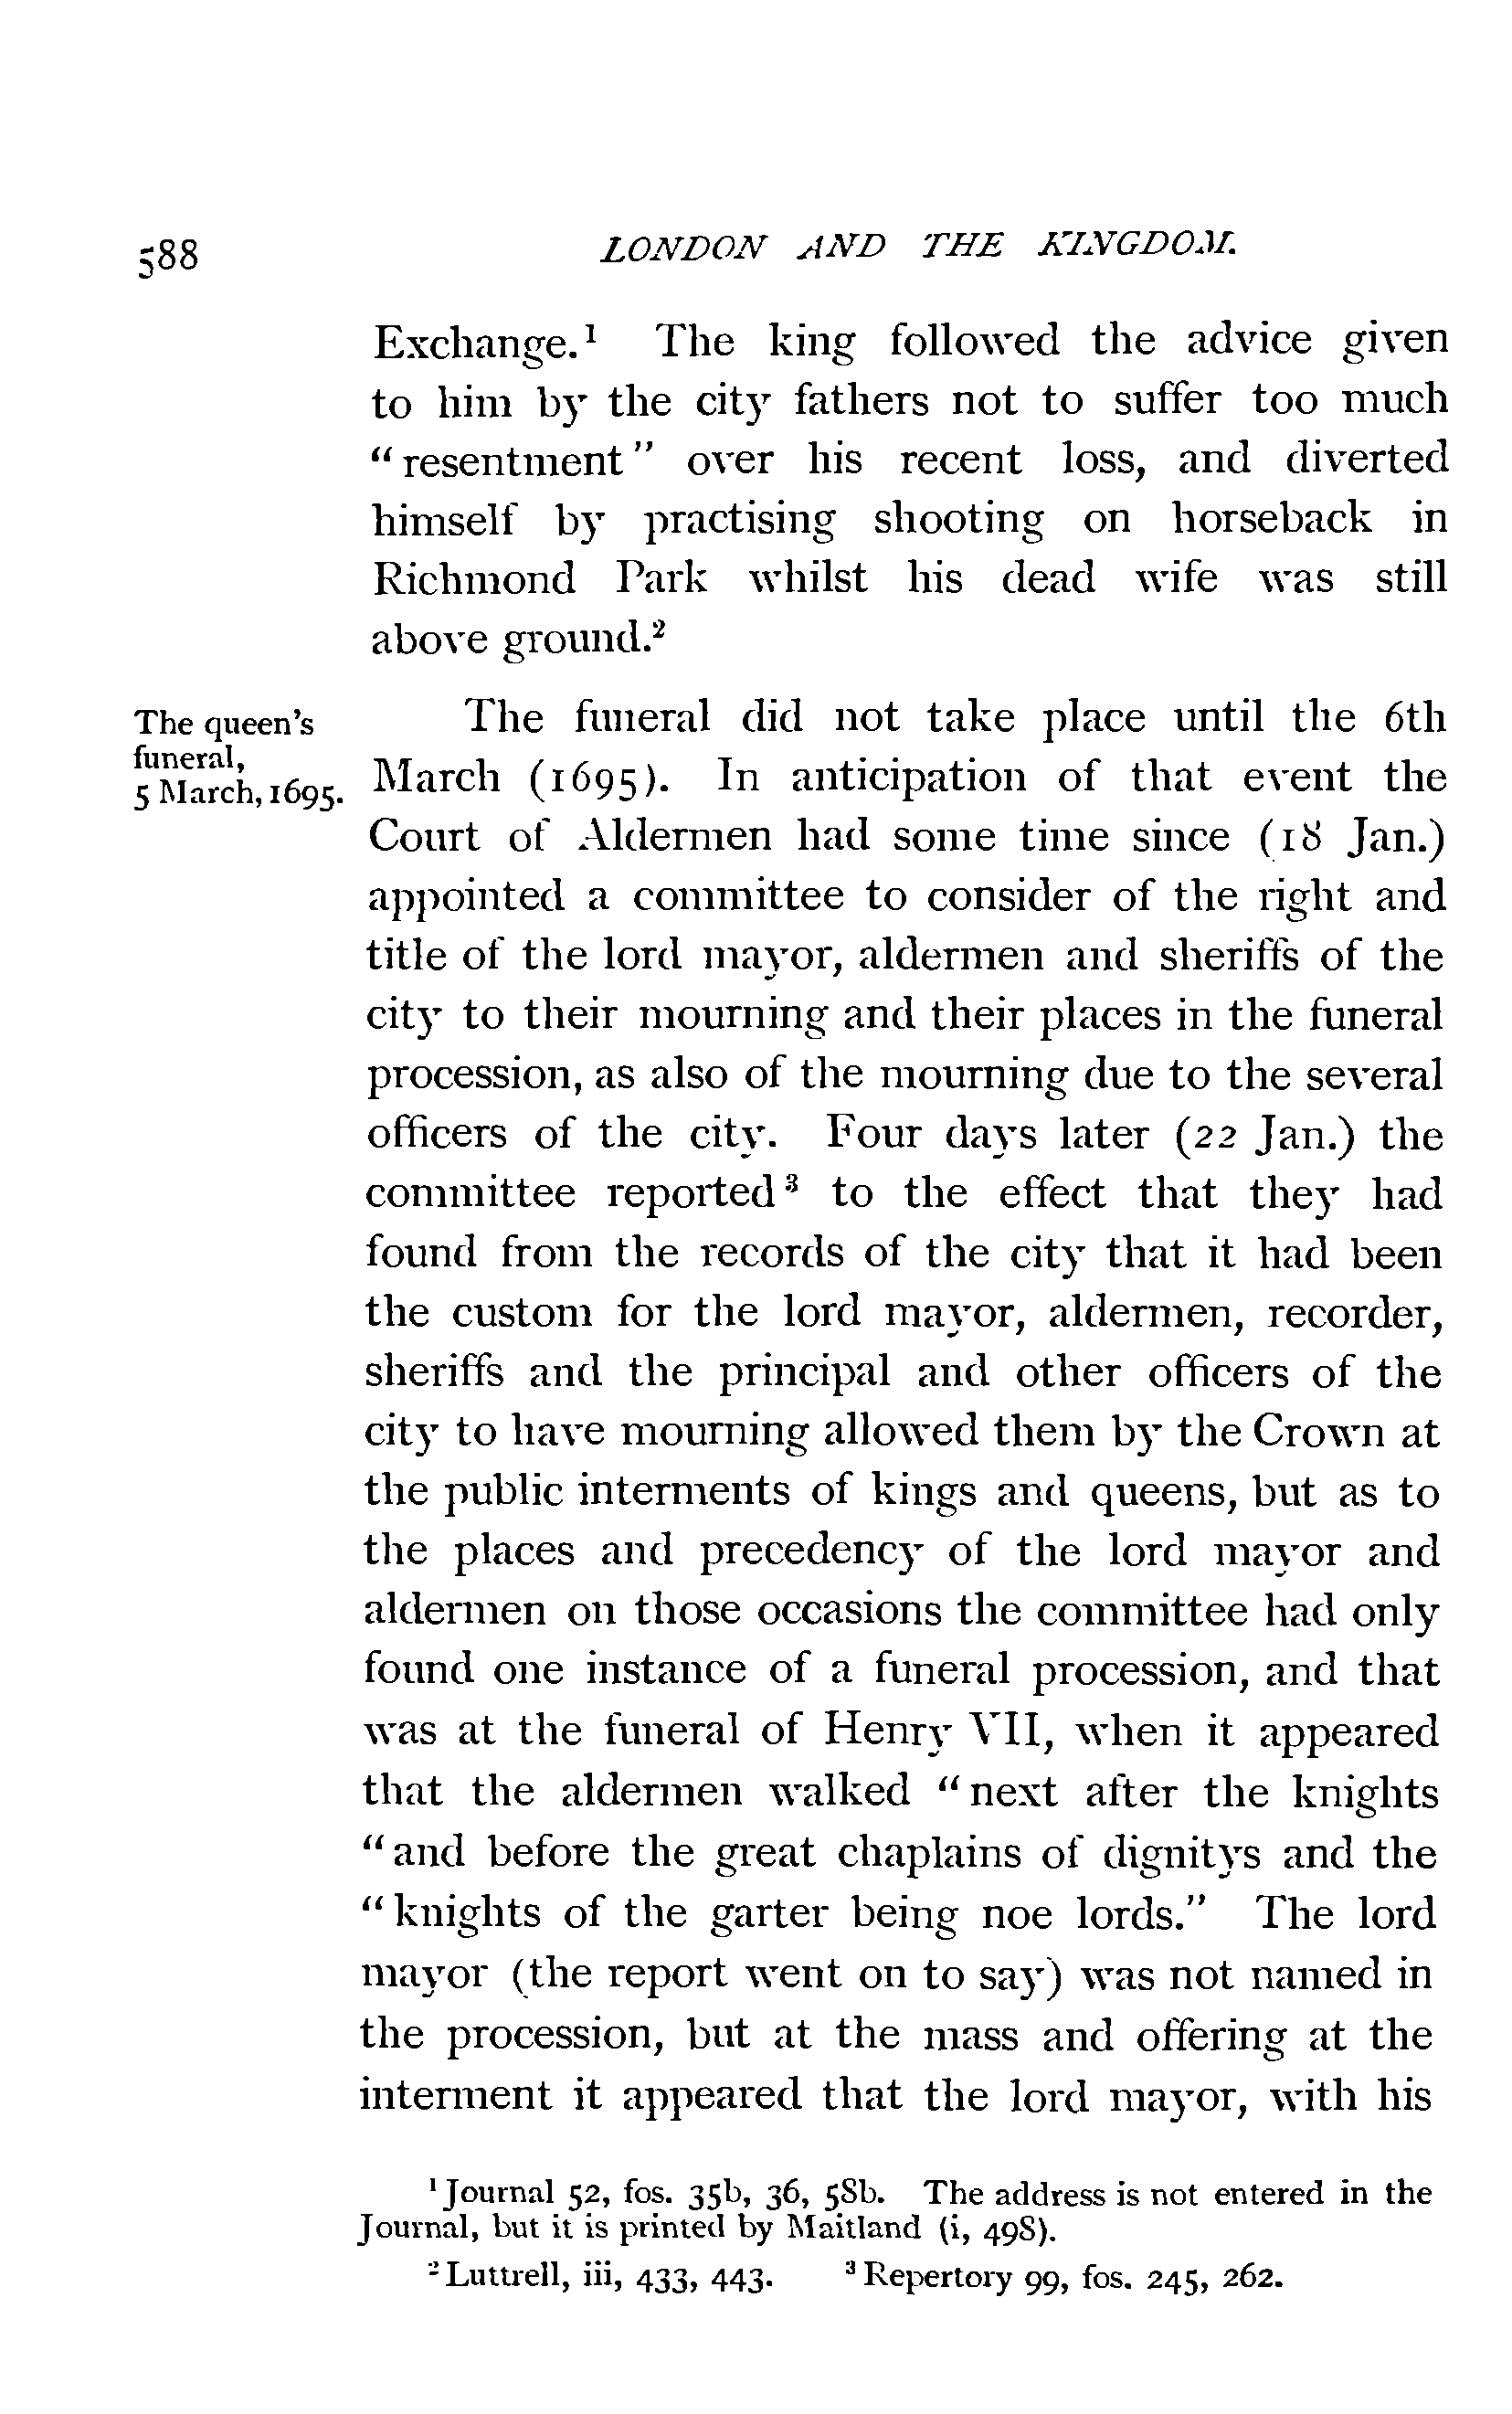 588 LONDON AND THE KINGDOM.
Exchange.¹ The king followed the advice given
to him by the city fathers not to suffer too much
“resentment” over his recent loss, and diverted
himself by practising shooting on horseback in
Richmond Park whilst his dead wife was still
above ground.²
The queen's
funeral,
5 March, 1695.
The funeral did not take place until the 6th
March (1695). In anticipation of that event the
Court of Aldermen had some time since (18 Jan.)
appointed a committee to consider of the right and
title of the lord mayor, aldermen and sheriffs of the
city to their mourning and their places in the funeral
procession, as also of the mourning due to the several
officers of the city. Four days later (22 Jan.) the
committee reported³ to the effect that they had
found from the records of the city that it had been
the custom for the lord mayor, aldermen, recorder,
sheriffs and the principal and other officers of the
city to have mourning allowed them by the Crown at
the public interments of kings and queens, but as to
the places and precedency of the lord mayor and
aldermen on those occasions the committee had only
found one instance of a funeral procession, and that
was at the funeral of Henry VII, when it appeared
that the aldermen walked “next after the knights
“and before the great chaplains of dignitys and the
“knights of the garter being noe lords.” The lord
mayor (the report went on to say) was not named in
the procession, but at the mass and offering at the
interment it appeared that the lord mayor, with his
¹ Journal 52, fos. 35b, 36, 58b. The address is not entered in the
Journal, but it is printed by Maitland (i, 498).
² Luttrell, iii, 433, 443. ³ Repertory 99, fos. 245, 262.